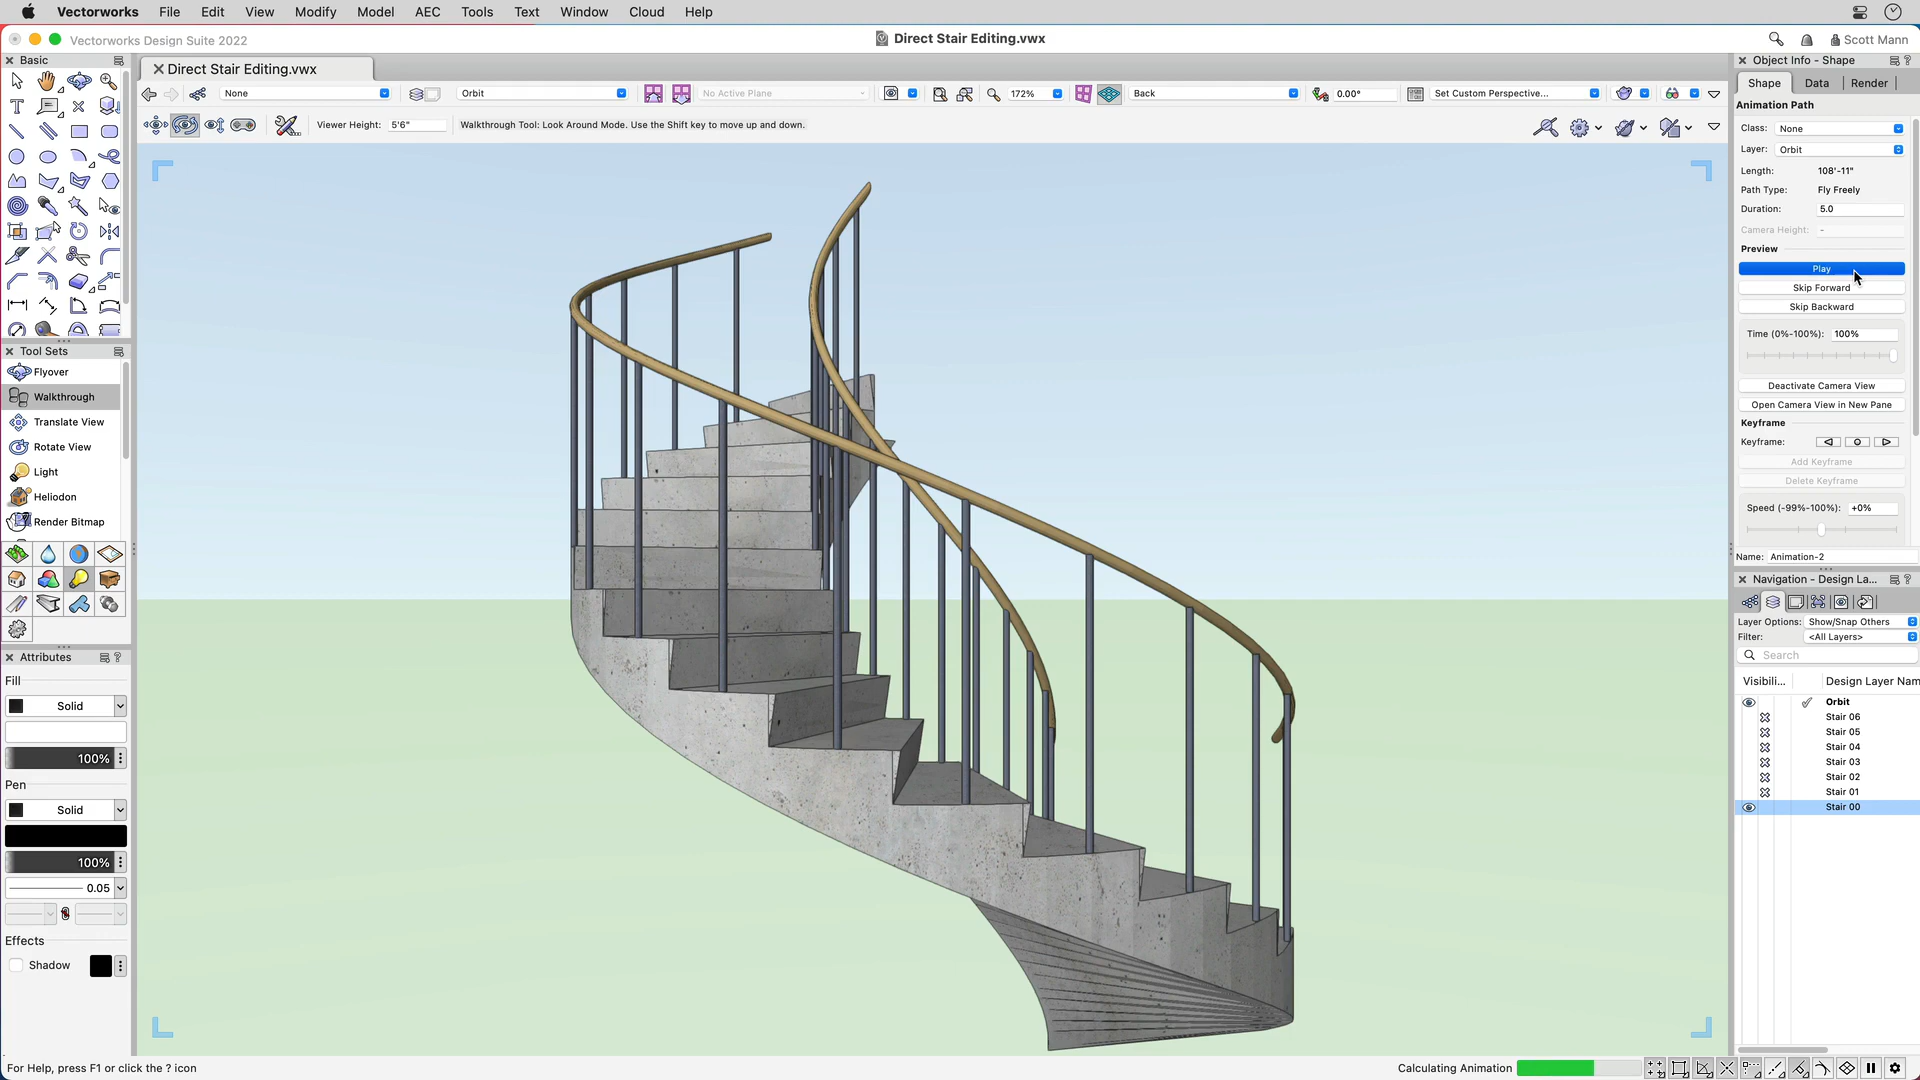 Vectorworks File Edit View Modify Model AEC Tools Text Window Cloud Help
Vectorworks Design Suite 2022
Direct Stair Editing.vwx
Scott Mann
Basic
Direct Stair Editing.vwx
None
Orbit
No Active Plane
172%
Back
0.00°
Set Custom Perspective...
Viewer Height: 5'6"
Walkthrough Tool: Look Around Mode. Use the Shift key to move up and down.
Tool Sets
Flyover
Walkthrough
Translate View
Rotate View
Light
Heliodon
Render Bitmap
Attributes
Fill
Solid
100%
Pen
Solid
100%
0.05
Effects
Shadow
Object Info - Shape
Shape Data Render
Animation Path
Class: None
Layer: Orbit
Length: 108'-11"
Path Type: Fly Freely
Duration: 5.0
Camera Height: -
Preview
Play
Skip Forward
Skip Backward
Time (0%-100%): 100%
Deactivate Camera View
Open Camera View in New Pane
Keyframe
Keyframe:
Add Keyframe
Delete Keyframe
Speed (-99%-100%): +0%
Name: Animation-2
Navigation - Design La...
Layer Options: Show/Snap Others
Filter: <All Layers>
Search
Visibili... Design Layer Nam
Orbit
Stair 06
Stair 05
Stair 04
Stair 03
Stair 02
Stair 01
Stair 00
For Help, press F1 or click the ? icon
Calculating Animation